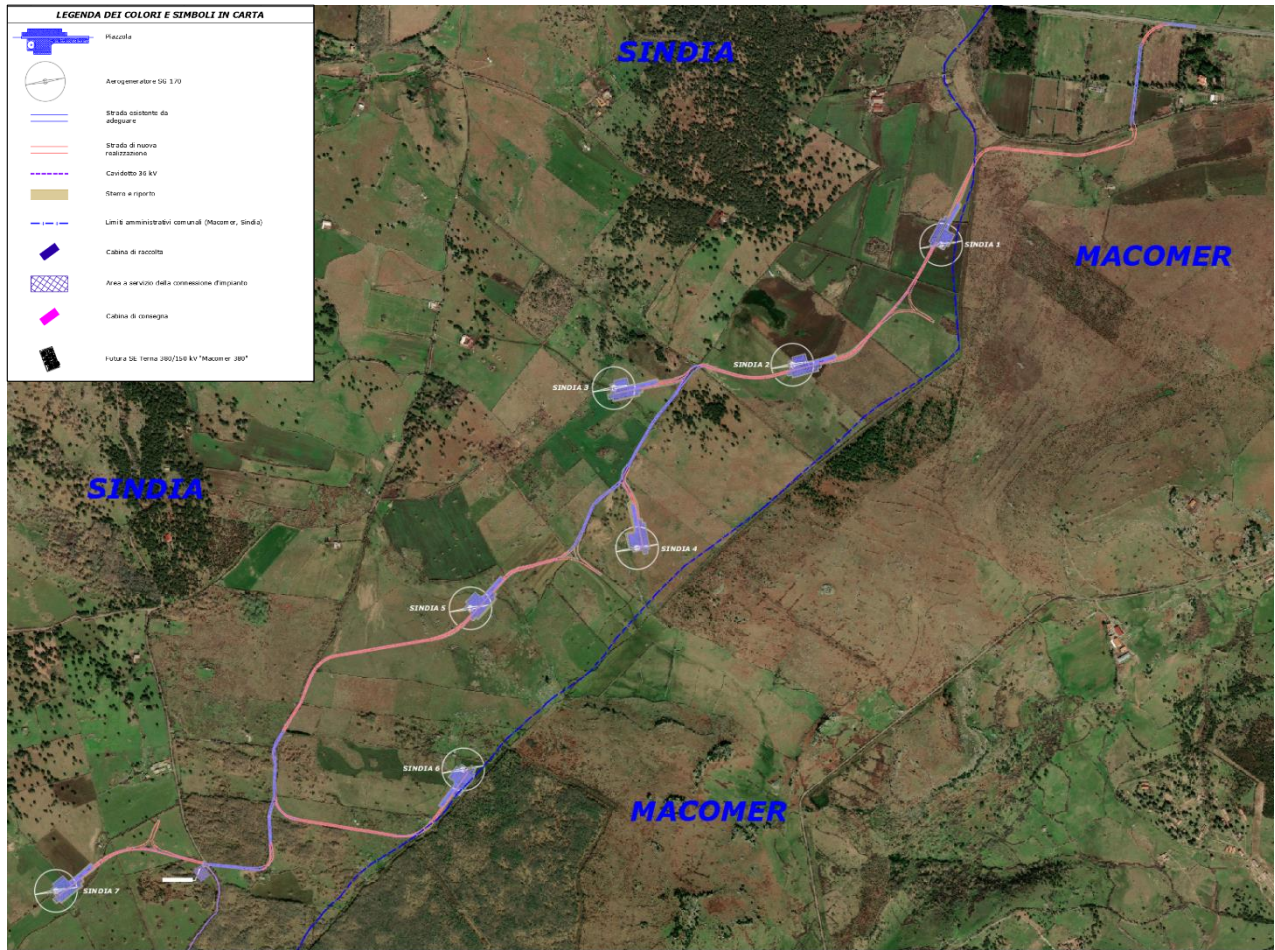 LEGENDA DEI COLORI E SIMBOLI IN CARTA
Piazzola
Aerogeneratore SG 170
Strada esistente da
adeguare
Strada di nuova
realizzazione
Cavidotto 36 kV
Sterro e riporto
Limiti amministrativi comunali (Macomer, Sindia)
Cabina di raccolta
Area a servizio della connessione d'impianto
Cabina di consegna
Futura SE Terna 380/150 kV "Macomer 380"
SINDIA
MACOMER
SINDIA 1
SINDIA 2
SINDIA 3
SINDIA
SINDIA 4
SINDIA 5
SINDIA 6
MACOMER
SINDIA 7